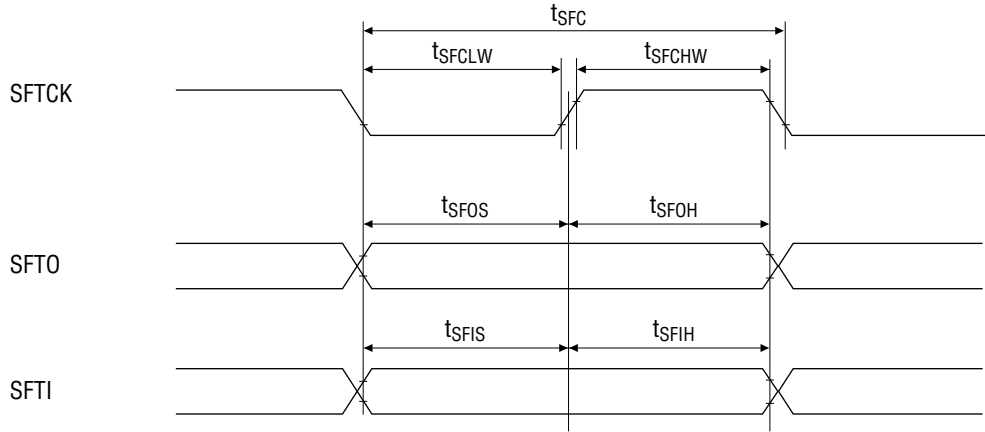 tSFC
tSFCLW tSFCHW
SFTCK
tSFOS tSFOH
SFTO
tSFIS tSFIH
SFTI